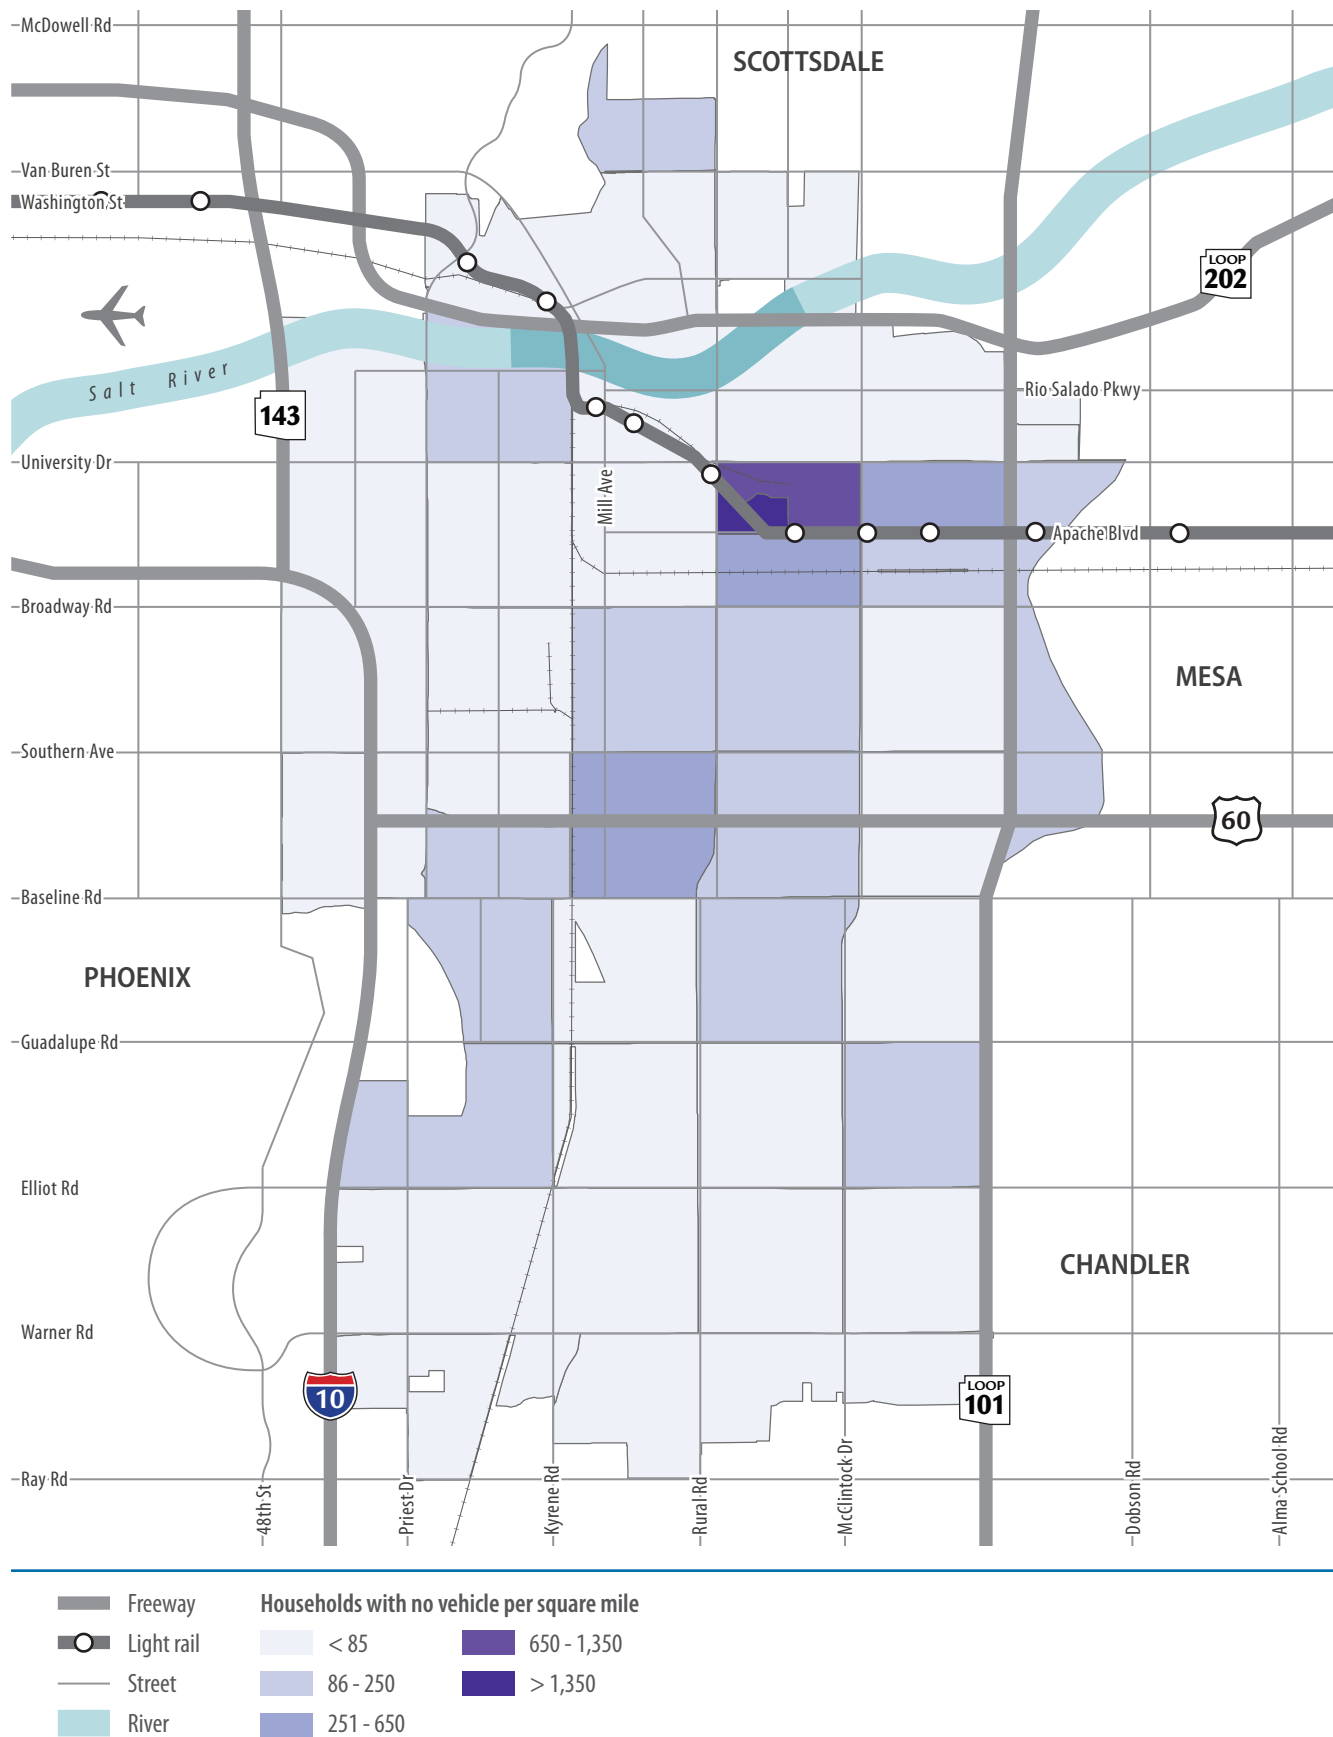 McDowell Rd
SCOTTSDALE
Van Buren St
Washington St
LOOP
202
Salt River
143
Rio Salado Pkwy
University Dr
Mill Ave
Apache Blvd
Broadway Rd
MESA
Southern Ave
60
Baseline Rd
PHOENIX
Guadalupe Rd
Elliot Rd
CHANDLER
Warner Rd
10
LOOP
101
Ray Rd
48th St
Priest Dr
Kyrene Rd
Rural Rd
McClintock Dr
Dobson Rd
Alma School Rd
Freeway
Light rail
Street
River
Households with no vehicle per square mile
< 85
86 - 250
251 - 650
650 - 1,350
> 1,350